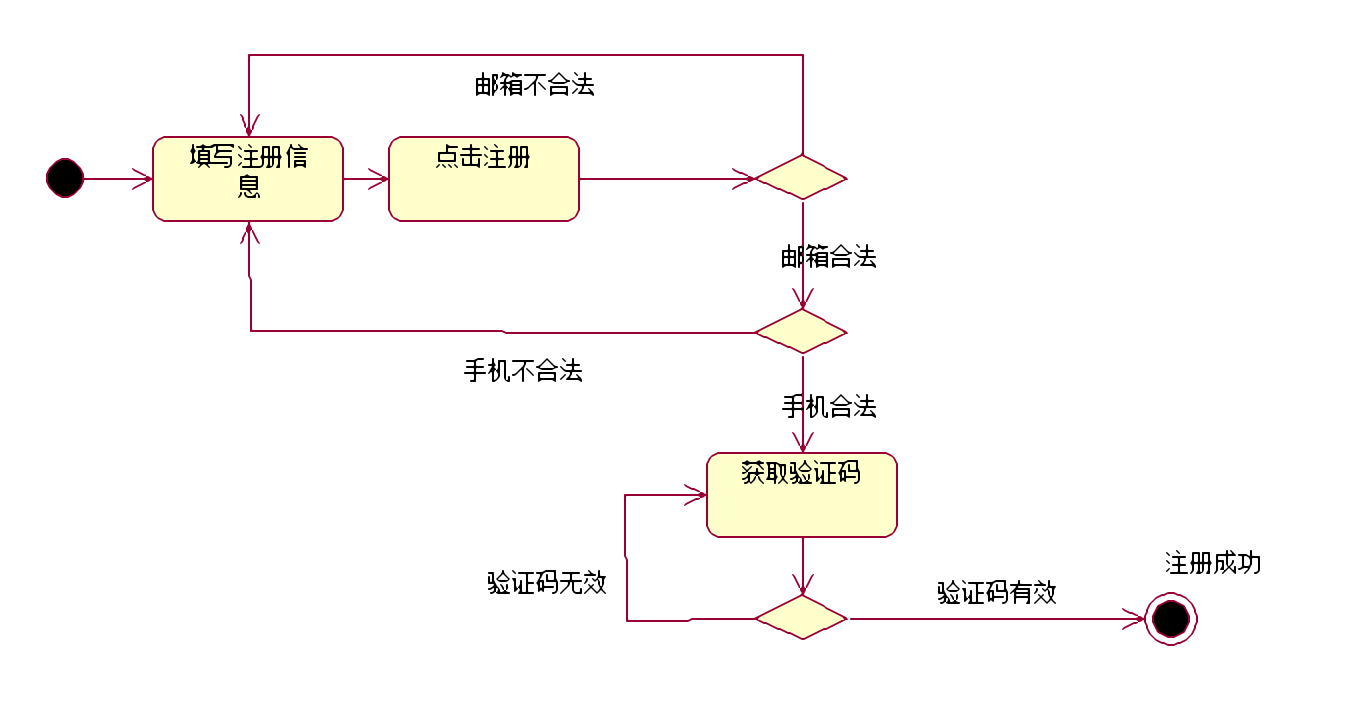 邮箱不合法
填写注册信
息
点击注册
邮箱合法
手机不合法
手机合法
获取验证码
验证码无效
验证码有效
注册成功